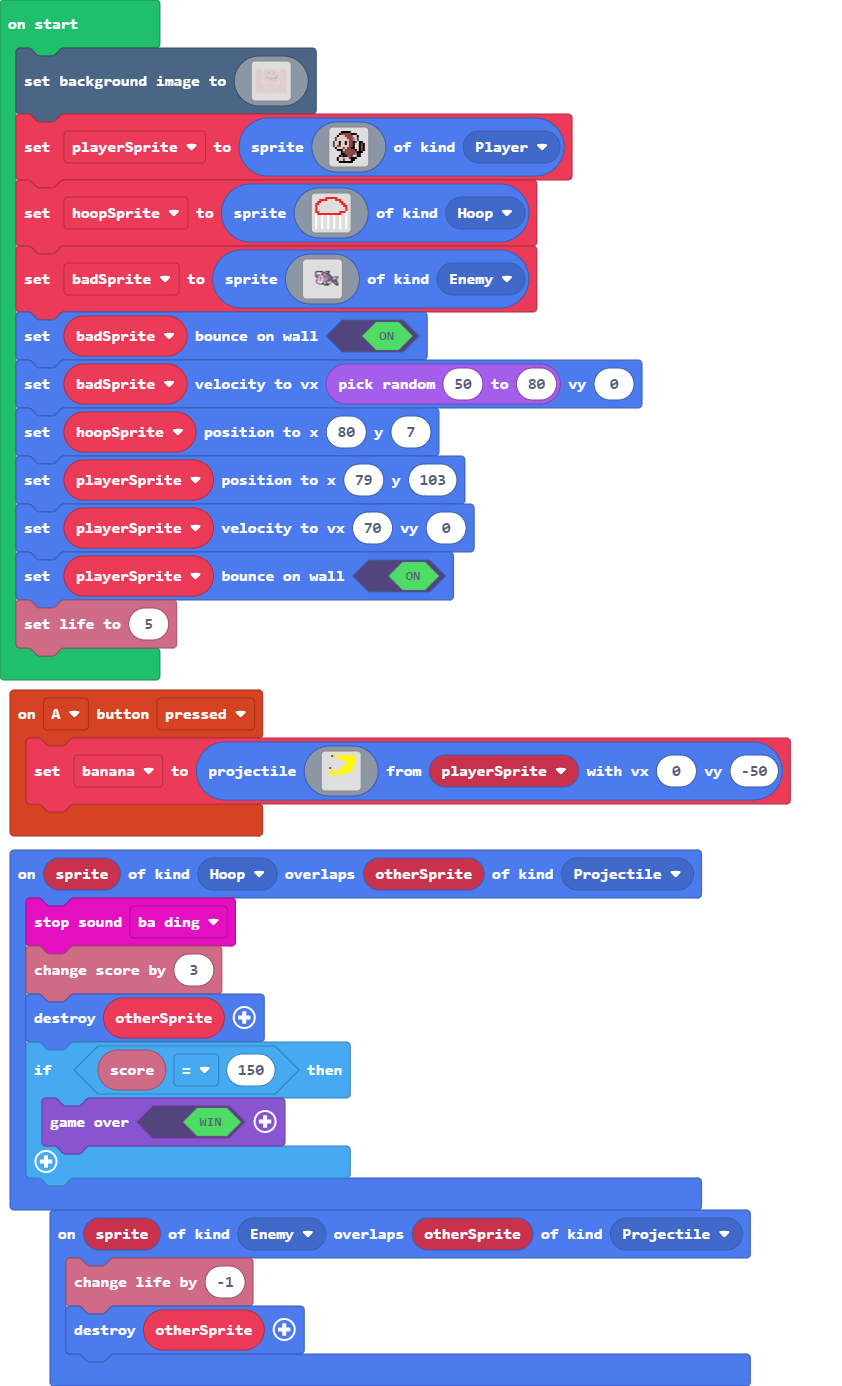 on start
set background image to
set playerSprite to sprite of kind Player
set hoopSprite to sprite of kind Hoop
set badSprite to sprite of kind Enemy
set badSprite bounce on wall ON
set badSprite velocity to vx pick random 50 to 80 vy 0
set hoopSprite position to x 80 y 7
set playerSprite position to x 79 y 103
set playerSprite velocity to vx 70 vy 0
set playerSprite bounce on wall ON
set life to 5
on A button pressed
set banana to projectile from playerSprite with vx 0 vy -50
on sprite of kind Hoop overlaps otherSprite of kind Projectile
stop sound ba ding
change score by 3
destroy otherSprite
if score = 150 then
game over WIN
on sprite of kind Enemy overlaps otherSprite of kind Projectile
change life by -1
destroy otherSprite